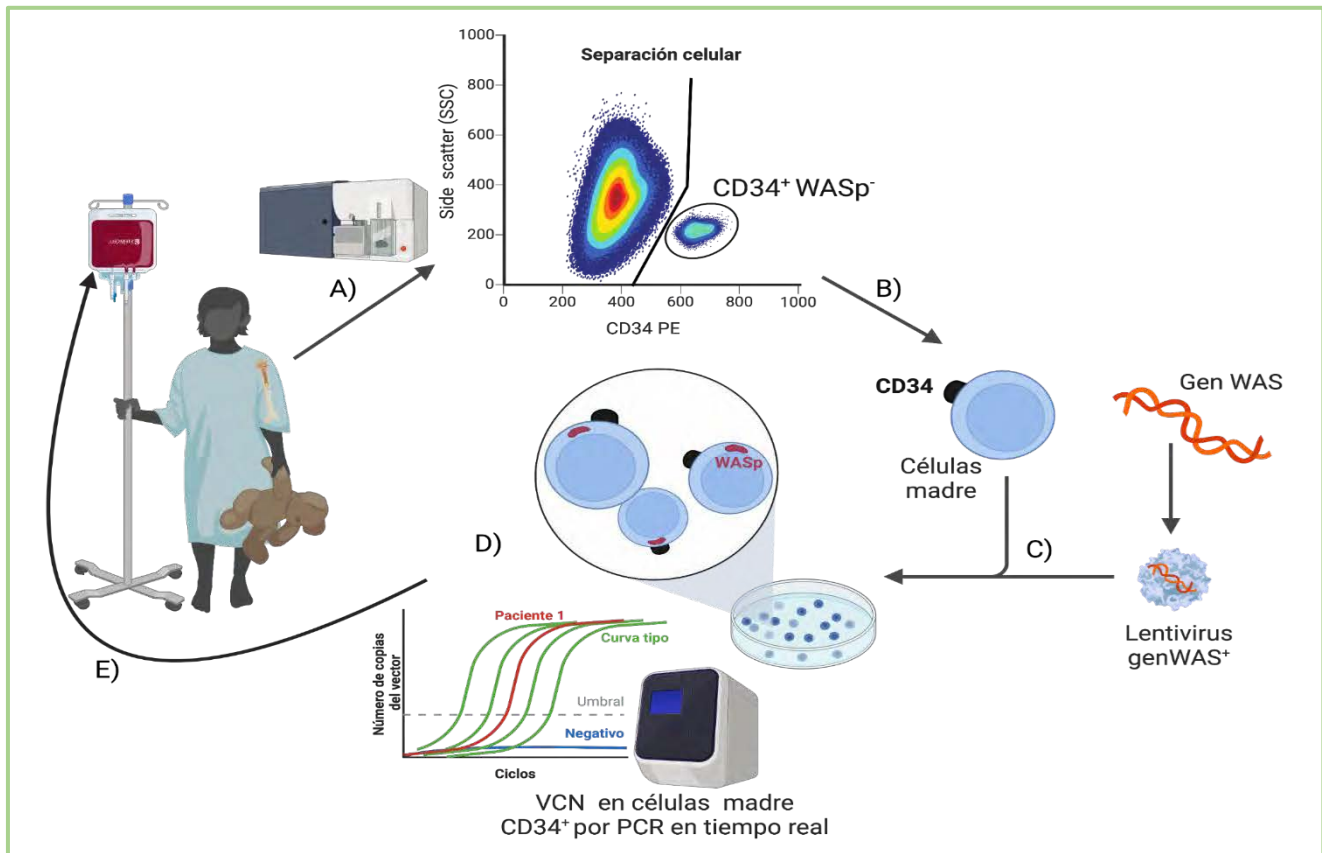 Separación celular
Side scatter (SSC)
1000
800
600
400
200
0
0
200
400
600
800
1000
CD34 PE
CD34⁺ WASp⁻
A)
B)
CD34
Células
madre
Gen WAS
C)
Lentivirus
genWAS⁺
WASp
D)
E)
Número de copias
del vector
Paciente 1
Curva tipo
Umbral
Negativo
Ciclos
VCN en células madre
CD34⁺ por PCR en tiempo real